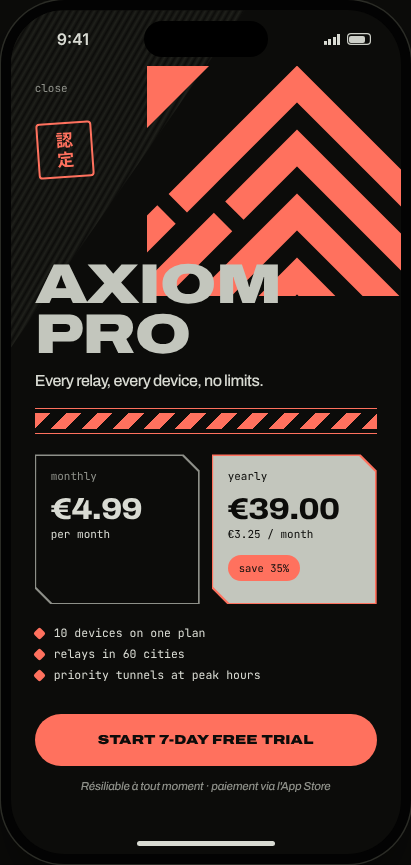 9:41
close
認
定
AXIOM
PRO
Every relay, every device, no limits.
monthly
€4.99
per month
yearly
€39.00
€3.25 / month
save 35%
10 devices on one plan
relays in 60 cities
priority tunnels at peak hours
START 7-DAY FREE TRIAL
Résiliable à tout moment · paiement via l'App Store